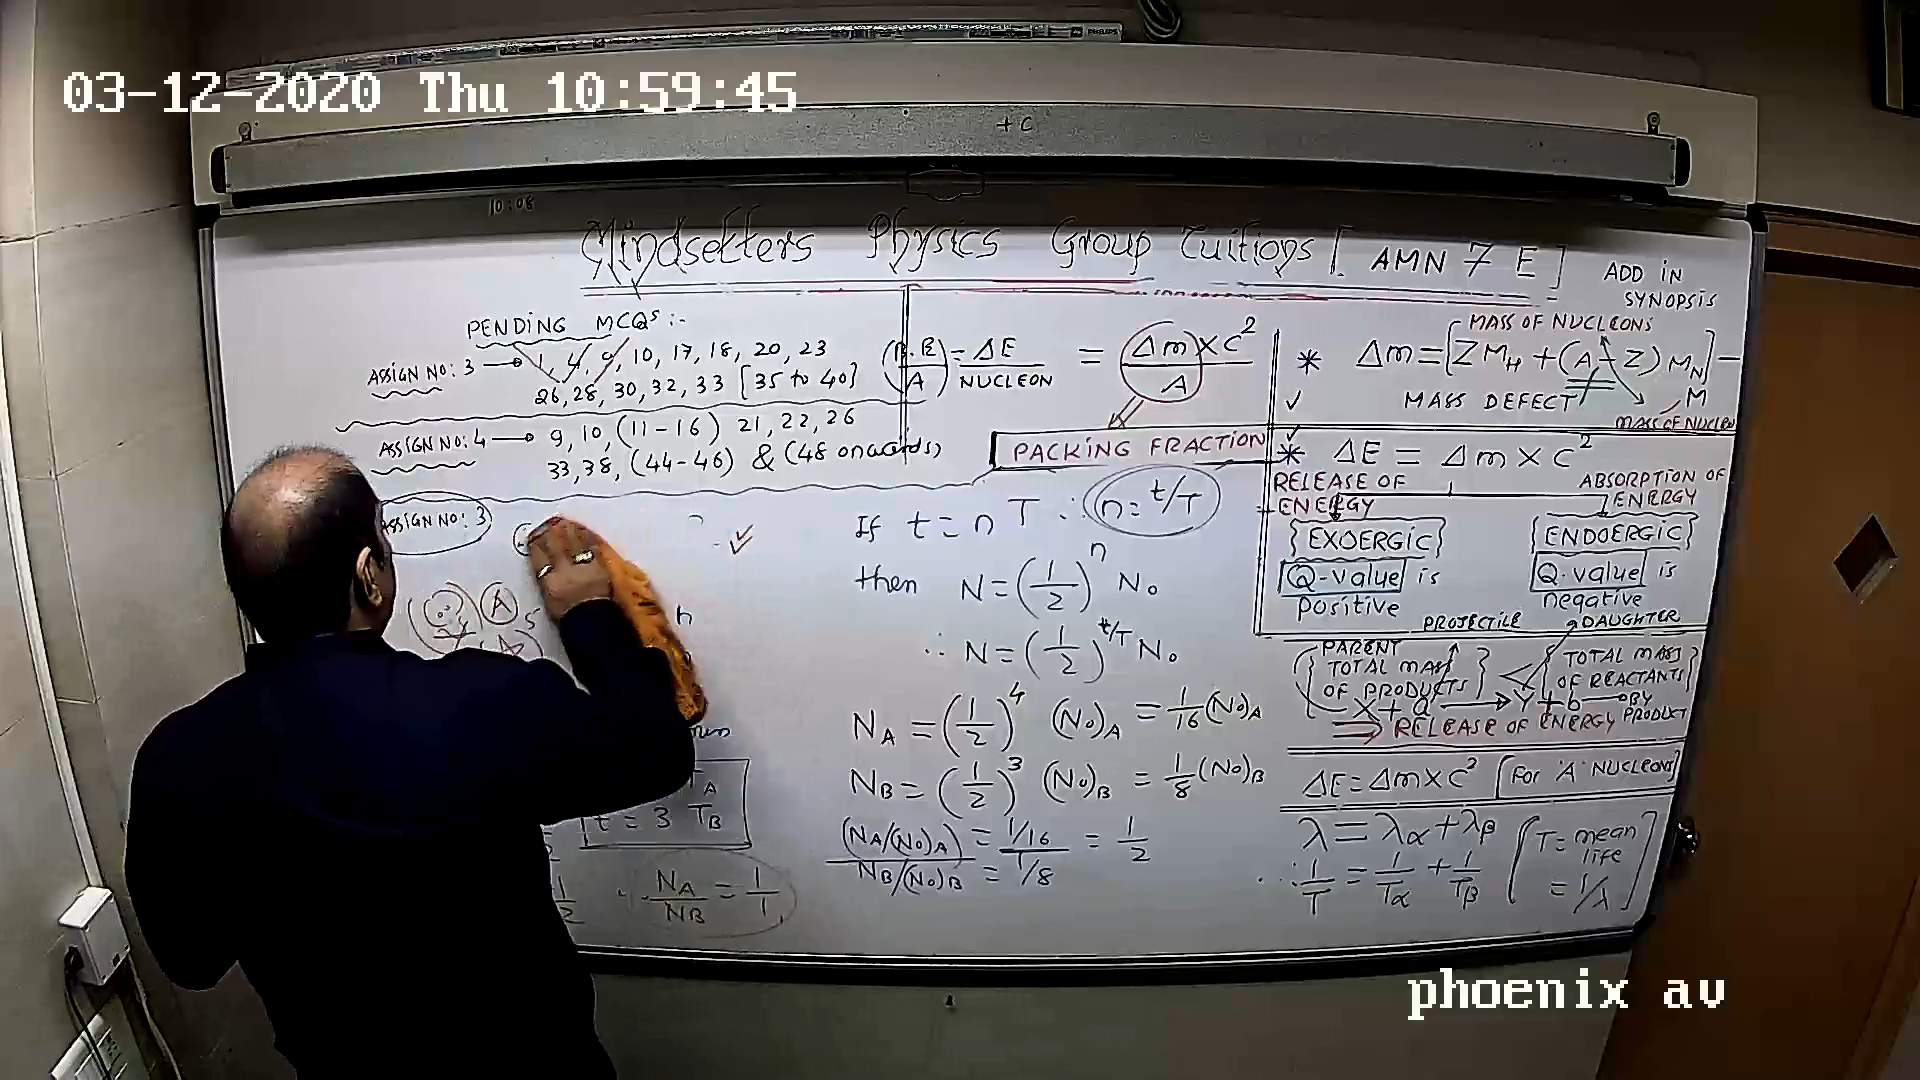 03-12-2020 Thu 10:59:45
PHILIPS
+ C
10:08
Mindsetters Physics Group Tuitions [ AMN 7 E ]
ADD IN
SYNOPSIS
PENDING MCQs :-
ASSIGN NO: 3 → 1, 4, 9, 10, 17, 18, 20, 23
26, 28, 30, 32, 33 [35 to 40]
ASSIGN NO: 4 → 9, 10, (11-16) 21, 22, 26
33, 38, (44-46) & (48 onwards)
(B.E/A) = ΔE/NUCLEON = (Δm) x C²/A
PACKING FRACTION
MASS OF NUCLEONS
* Δm = [Z M_H + (A - Z) M_N] - M
✓ MASS DEFECT
MASS OF NUCLEU
* ΔE = Δm x C²
RELEASE OF ENERGY
ABSORPTION OF ENERGY
{EXOERGIC}
{ENDOERGIC}
Q-value is positive
Q-value is negative
ASSIGN NO: 3
A
n
T_A
t = 3 T_B
1/2 ∴ N_A/N_B = 1/1
If t = n T ∴ n = t/T
then N = (1/2)^n N₀
∴ N = (1/2)^t/T N₀
N_A = (1/2)^4 (N₀)_A = 1/16 (N₀)_A
N_B = (1/2)^3 (N₀)_B = 1/8 (N₀)_B
(N_A/(N₀)_A)/(N_B/(N₀)_B) = (1/16)/(1/8) = 1/2
PROJECTILE
DAUGHTER
PARENT
{TOTAL MASS OF PRODUCTS} < {TOTAL MASS OF REACTANTS}
X + a → Y + b
BY PRODUCT
⇒ RELEASE OF ENERGY
ΔE = Δm x C² [For 'A' NUCLEONS]
λ = λα + λβ
∴ 1/T = 1/Tα + 1/Tβ
[T = mean life = 1/λ]
phoenix av